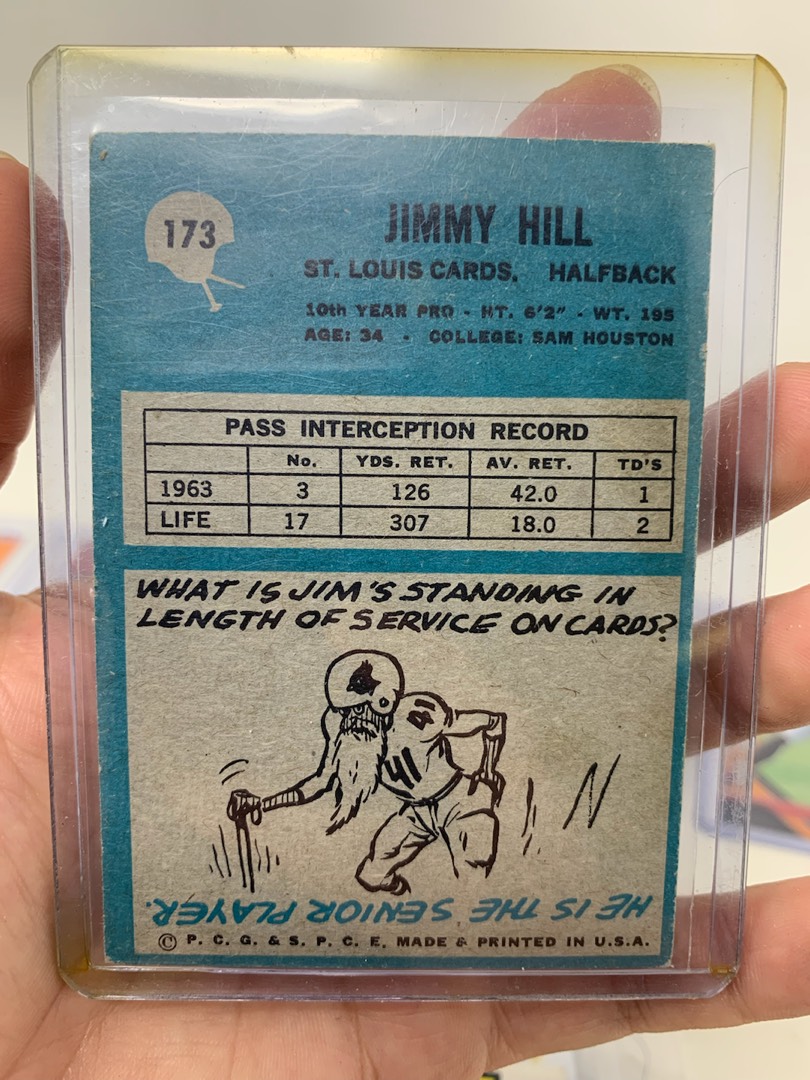 173
JIMMY HILL
ST. LOUIS CARDS. HALFBACK
10th YEAR PRO - HT. 6'2" - WT. 195
AGE: 34 - COLLEGE: SAM HOUSTON
PASS INTERCEPTION RECORD
No. YDS. RET. AV. RET. TD'S
1963 3 126 42.0 1
LIFE 17 307 18.0 2
WHAT IS JIM'S STANDING IN
LENGTH OF SERVICE ON CARDS?
41
41
N
HE IS THE SENIOR PLAYER.
© P. C. G. & S. P. C. E. MADE & PRINTED IN U.S.A.